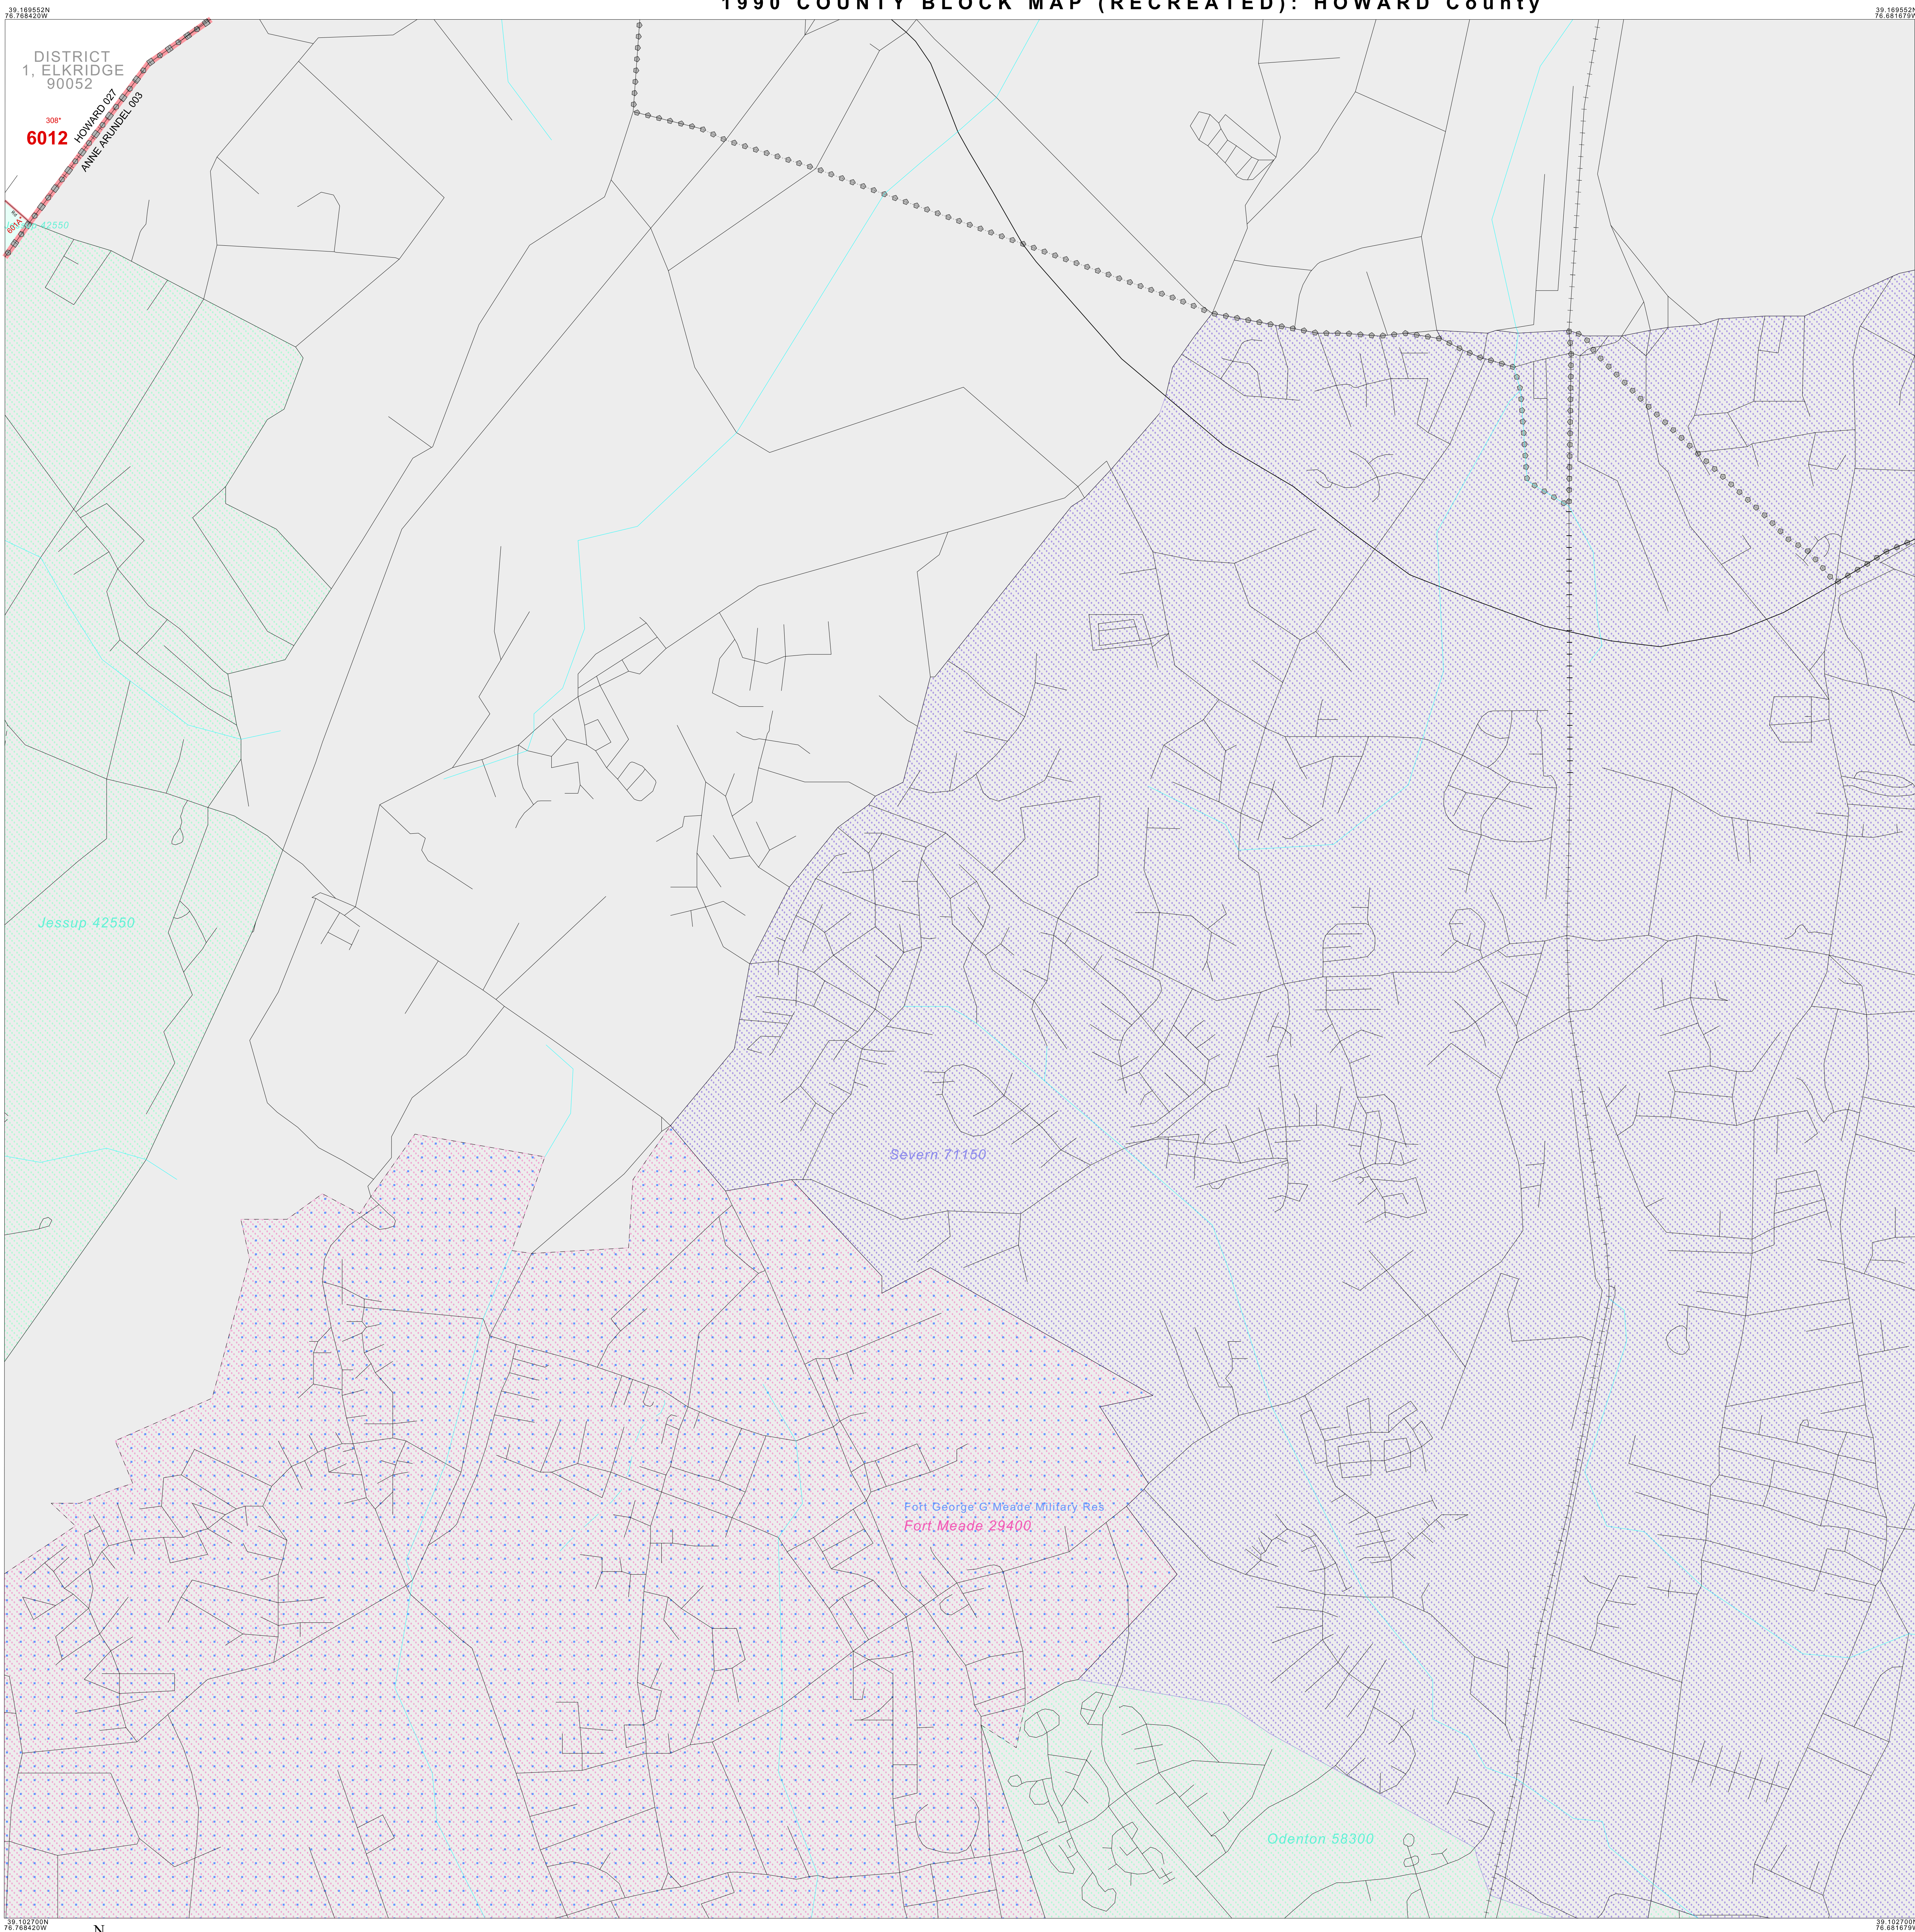 1990 COUNTY BLOCK MAP (RECREATED): HOWARD County
39.169552N
76.768420W
39.169552N
76.681679W
DISTRICT
1, ELKRIDGE
90052
308*
6012
HOWARD 027
ANNE ARUNDEL 003
601A*
42550
Jessup 42550
Severn 71150
Fort George G Meade Military Res
Fort Meade 29400
Odenton 58300
39.102700N
76.768420W
N
39.102700N
76.681679W